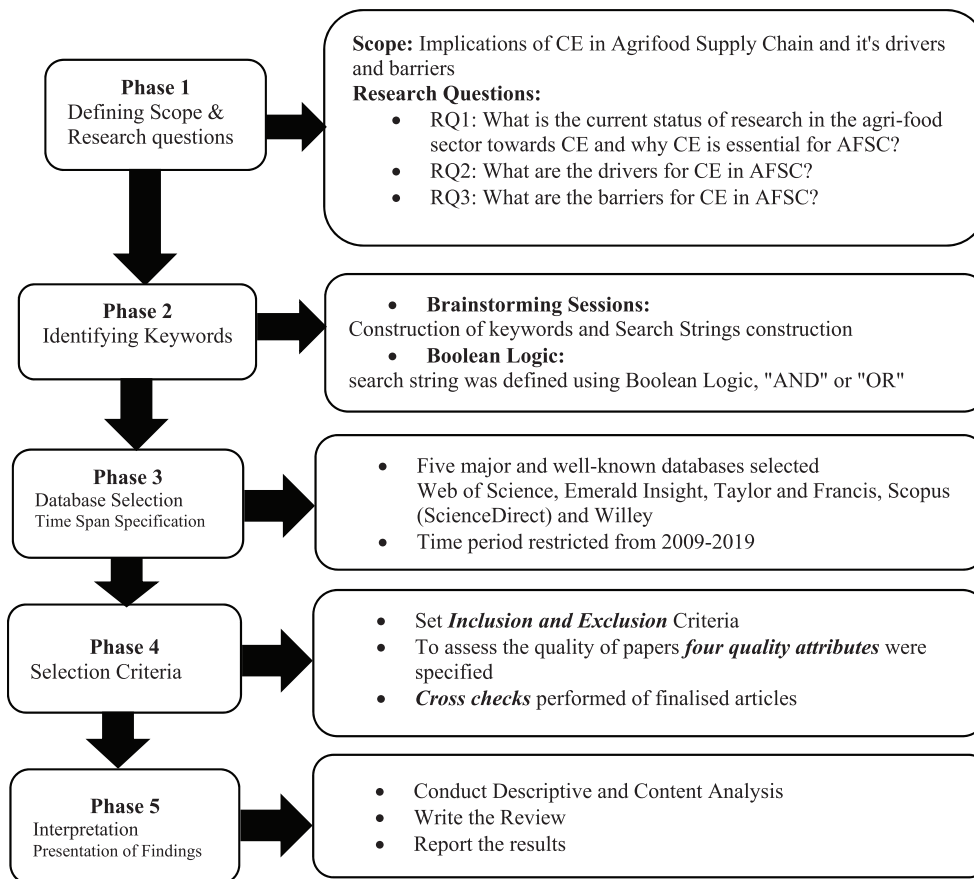 Phase 1
Defining Scope &
Research questions
Scope: Implications of CE in Agrifood Supply Chain and it's drivers
and barriers
Research Questions:
• RQ1: What is the current status of research in the agri-food
sector towards CE and why CE is essential for AFSC?
• RQ2: What are the drivers for CE in AFSC?
• RQ3: What are the barriers for CE in AFSC?
Phase 2
Identifying Keywords
• Brainstorming Sessions:
Construction of keywords and Search Strings construction
• Boolean Logic:
search string was defined using Boolean Logic, "AND" or "OR"
Phase 3
Database Selection
Time Span Specification
• Five major and well-known databases selected
Web of Science, Emerald Insight, Taylor and Francis, Scopus
(ScienceDirect) and Willey
• Time period restricted from 2009-2019
Phase 4
Selection Criteria
• Set Inclusion and Exclusion Criteria
• To assess the quality of papers four quality attributes were
specified
• Cross checks performed of finalised articles
Phase 5
Interpretation
Presentation of Findings
• Conduct Descriptive and Content Analysis
• Write the Review
• Report the results